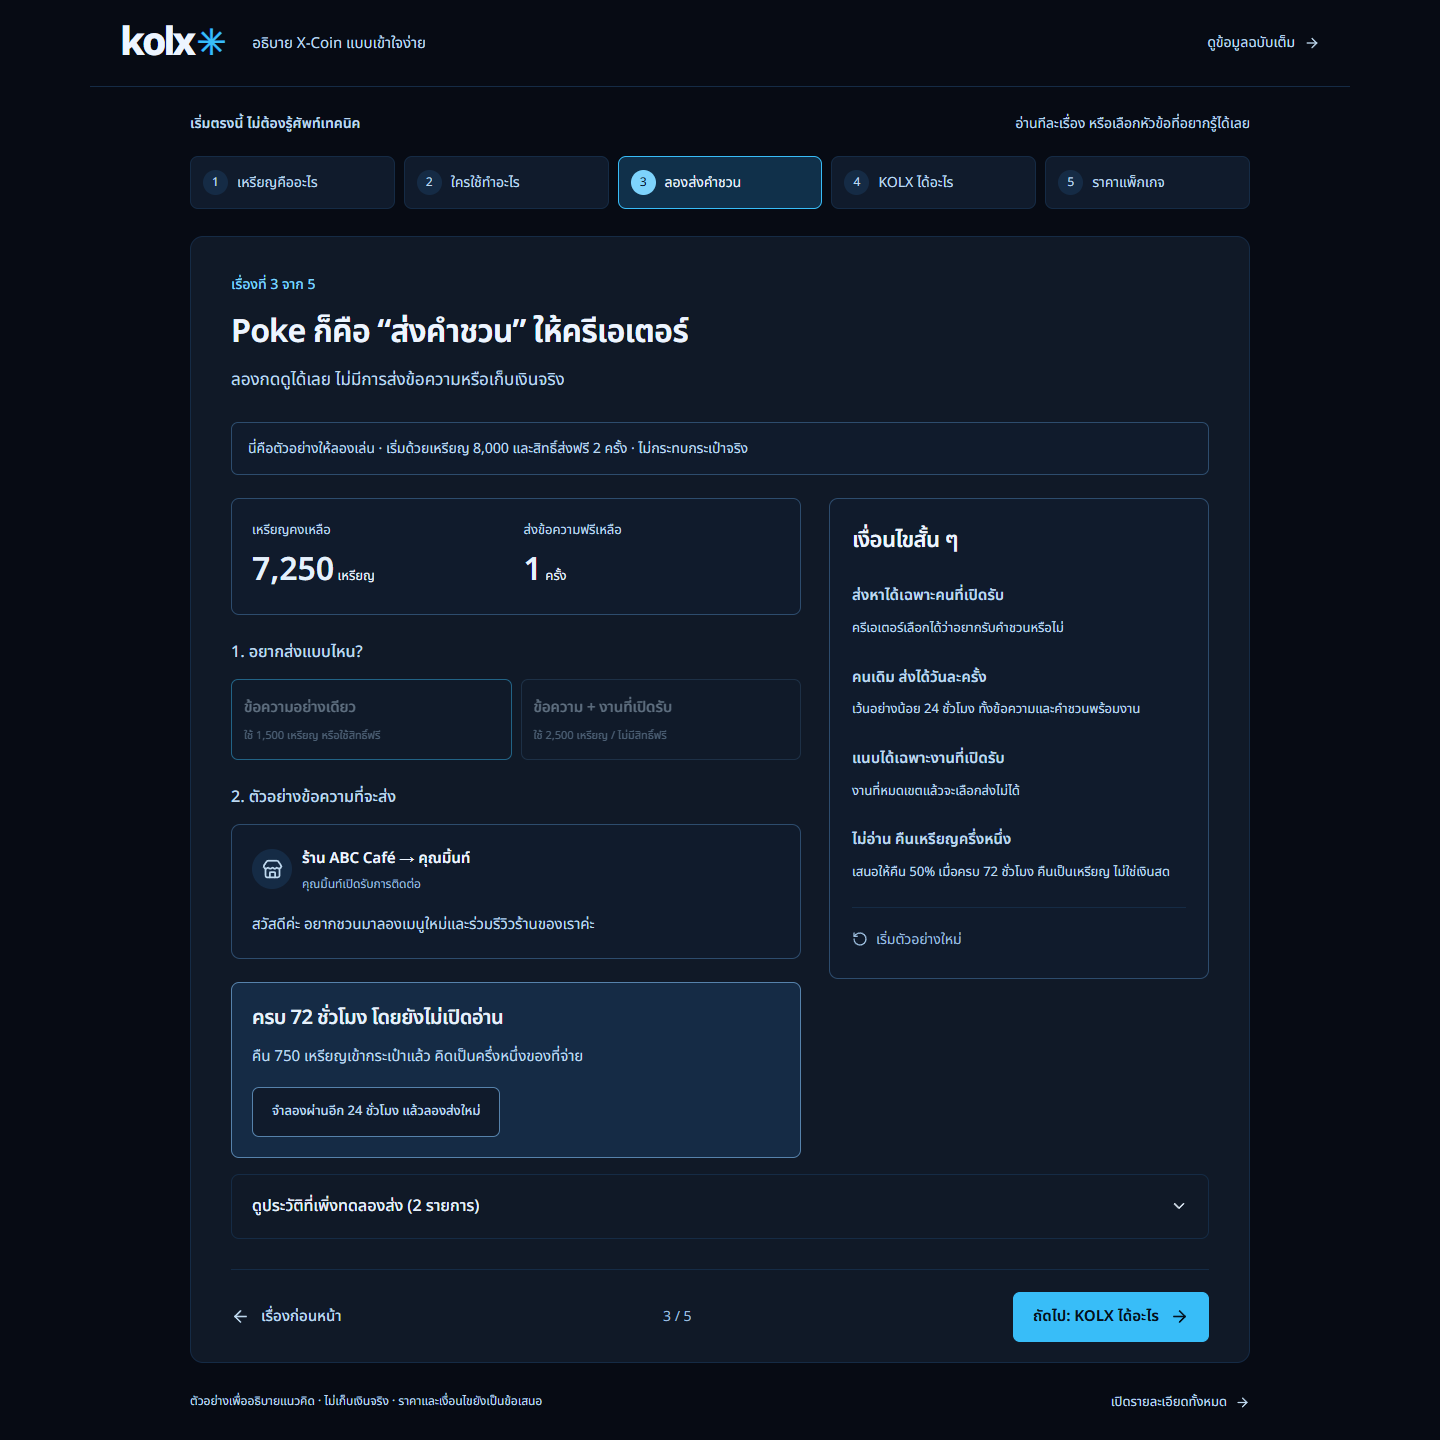 kolx
อธิบาย X-Coin แบบเข้าใจง่าย
ดูข้อมูลฉบับเต็ม →
เริ่มตรงนี้ ไม่ต้องรู้ศัพท์เทคนิค
อ่านทีละเรื่อง หรือเลือกหัวข้อที่อยากรู้ได้เลย
1 เหรียญคืออะไร
2 ใครใช้ทำอะไร
3 ลองส่งคำชวน
4 KOLX ได้อะไร
5 ราคาแพ็กเกจ
เรื่องที่ 3 จาก 5
Poke ก็คือ “ส่งคำชวน” ให้ครีเอเตอร์
ลองกดดูได้เลย ไม่มีการส่งข้อความหรือเก็บเงินจริง
นี่คือตัวอย่างให้ลองเล่น · เริ่มด้วยเหรียญ 8,000 และสิทธิ์ส่งฟรี 2 ครั้ง · ไม่กระทบกระเป๋าจริง
เหรียญคงเหลือ
7,250 เหรียญ
ส่งข้อความฟรีเหลือ
1 ครั้ง
1. อยากส่งแบบไหน?
ข้อความอย่างเดียว
ใช้ 1,500 เหรียญ หรือใช้สิทธิ์ฟรี
ข้อความ + งานที่เปิดรับ
ใช้ 2,500 เหรียญ / ไม่มีสิทธิ์ฟรี
2. ตัวอย่างข้อความที่จะส่ง
ร้าน ABC Café → คุณมิ้นท์
คุณมิ้นท์เปิดรับการติดต่อ
สวัสดีค่ะ อยากชวนมาลองเมนูใหม่และร่วมรีวิวร้านของเราค่ะ
ครบ 72 ชั่วโมง โดยยังไม่เปิดอ่าน
คืน 750 เหรียญเข้ากระเป๋าแล้ว คิดเป็นครึ่งหนึ่งของที่จ่าย
จำลองผ่านอีก 24 ชั่วโมง แล้วลองส่งใหม่
เงื่อนไขสั้น ๆ
ส่งหาได้เฉพาะคนที่เปิดรับ
ครีเอเตอร์เลือกได้ว่าอยากรับคำชวนหรือไม่
คนเดิม ส่งได้วันละครั้ง
เว้นอย่างน้อย 24 ชั่วโมง ทั้งข้อความและคำชวนพร้อมงาน
แนบได้เฉพาะงานที่เปิดรับ
งานที่หมดเขตแล้วจะเลือกส่งไม่ได้
ไม่อ่าน คืนเหรียญครึ่งหนึ่ง
เสนอให้คืน 50% เมื่อครบ 72 ชั่วโมง คืนเป็นเหรียญ ไม่ใช่เงินสด
เริ่มตัวอย่างใหม่
ดูประวัติที่เพิ่งทดลองส่ง (2 รายการ)
← เรื่องก่อนหน้า
3 / 5
ถัดไป: KOLX ได้อะไร →
ตัวอย่างเพื่ออธิบายแนวคิด · ไม่เก็บเงินจริง · ราคาและเงื่อนไขยังเป็นข้อเสนอ
เปิดรายละเอียดทั้งหมด →